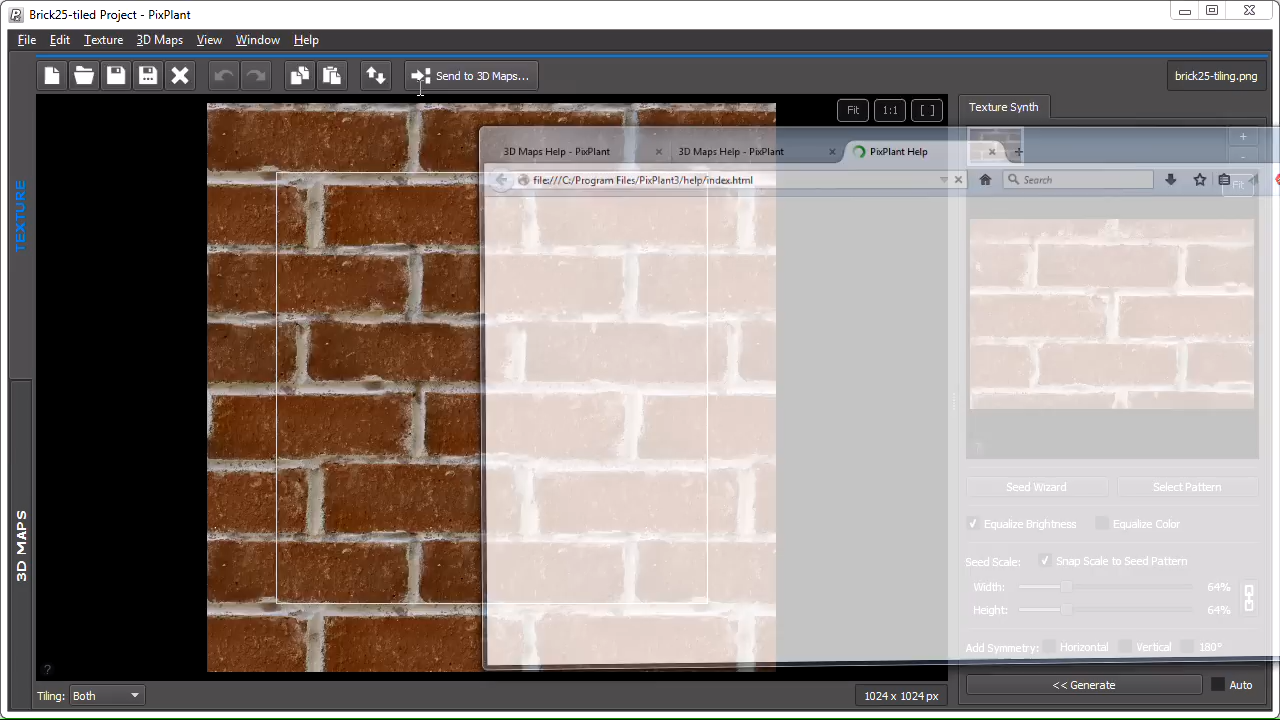 Brick25-tiled Project - PixPlant
File Edit Texture 3D Maps View Window Help
Send to 3D Maps...
brick25-tiling.png
TEXTURE
3D MAPS
Fit 1:1 [ ]
Texture Synth
3D Maps Help - PixPlant
3D Maps Help - PixPlant
PixPlant Help
file:///C:/Program Files/PixPlant3/help/index.html
Search
Fit
Seed Wizard Select Pattern
Equalize Brightness Equalize Color
Seed Scale: Snap Scale to Seed Pattern
Width: 64%
Height: 64%
Add Symmetry: Horizontal Vertical 180°
?
Tiling: Both
1024 x 1024 px
<< Generate Auto